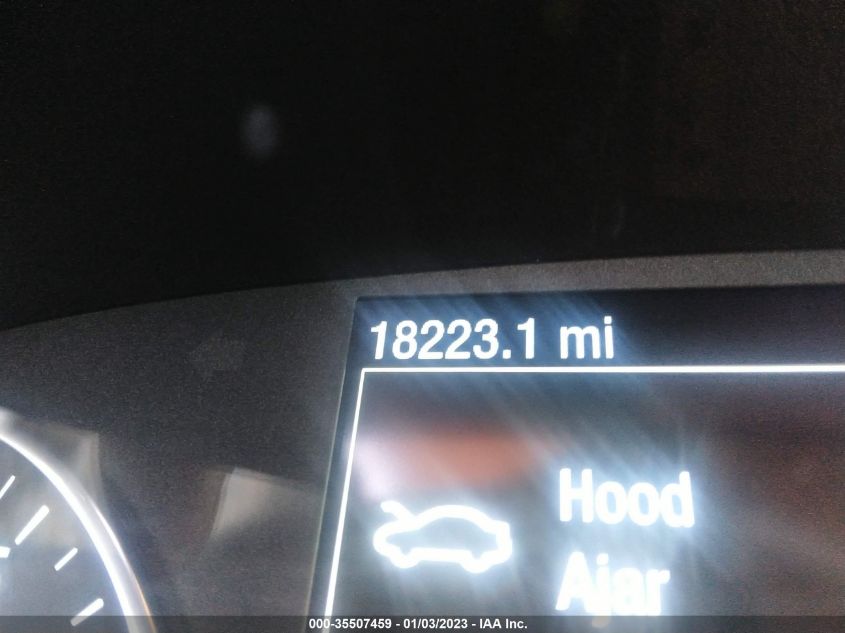 18223.1 mi
Hood
Ajar
000-35507459 - 01/03/2023 - IAA Inc.